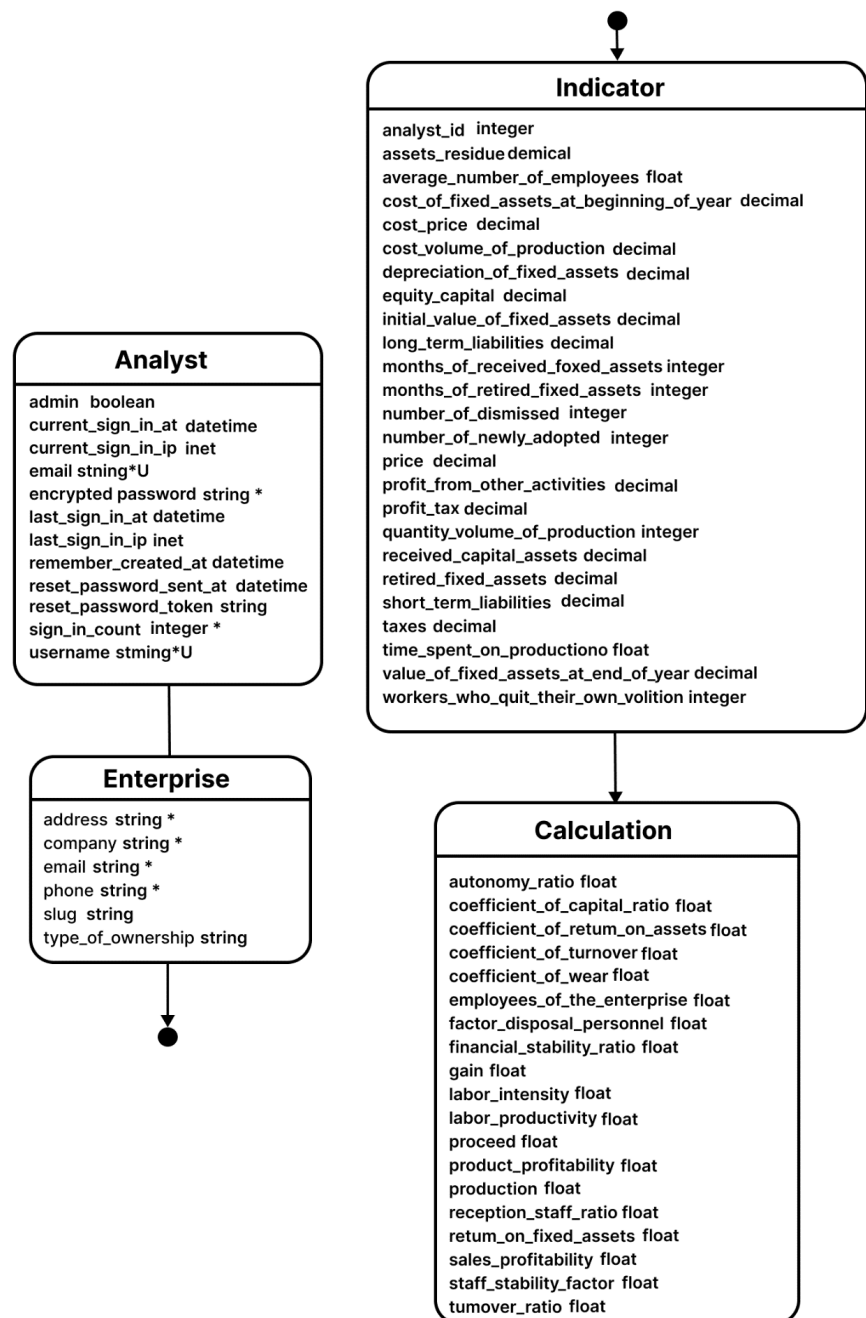 Indicator
analyst_id integer
assets_residue demical
average_number_of_employees float
cost_of_fixed_assets_at_beginning_of_year decimal
cost_price decimal
cost_volume_of_production decimal
depreciation_of_fixed_assets decimal
equity_capital decimal
initial_value_of_fixed_assets decimal
long_term_liabilities decimal
months_of_received_foxed_assets integer
months_of_retired_fixed_assets integer
number_of_dismissed integer
number_of_newly_adopted integer
price decimal
profit_from_other_activities decimal
profit_tax decimal
quantity_volume_of_production integer
received_capital_assets decimal
retired_fixed_assets decimal
short_term_liabilities decimal
taxes decimal
time_spent_on_productiono float
value_of_fixed_assets_at_end_of_year decimal
workers_who_quit_their_own_volition integer
Analyst
admin boolean
current_sign_in_at datetime
current_sign_in_ip inet
email stning*U
encrypted password string *
last_sign_in_at datetime
last_sign_in_ip inet
remember_created_at datetime
reset_password_sent_at datetime
reset_password_token string
sign_in_count integer *
username stming*U
Enterprise
address string *
company string *
email string *
phone string *
slug string
type_of_ownership string
Calculation
autonomy_ratio float
coefficient_of_capital_ratio float
coefficient_of_return_on_assets float
coefficient_of_turnover float
coefficient_of_wear float
employees_of_the_enterprise float
factor_disposal_personnel float
financial_stability_ratio float
gain float
labor_intensity float
labor_productivity float
proceed float
product_profitability float
production float
reception_staff_ratio float
retum_on_fixed_assets float
sales_profitability float
staff_stability_factor float
tumover_ratio float